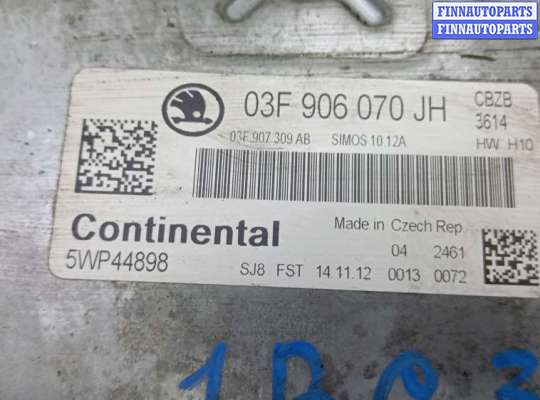 FINNAUTOPARTS
FINNAUTOPARTS
03F 906 070 JH
CBZB
3614
03F 907 309 AB SIMOS 10.12A HW H10
Continental
5WP44898
Made in Czech Rep.
04 2461
SJ8 FST 14.11.12 0013 0072